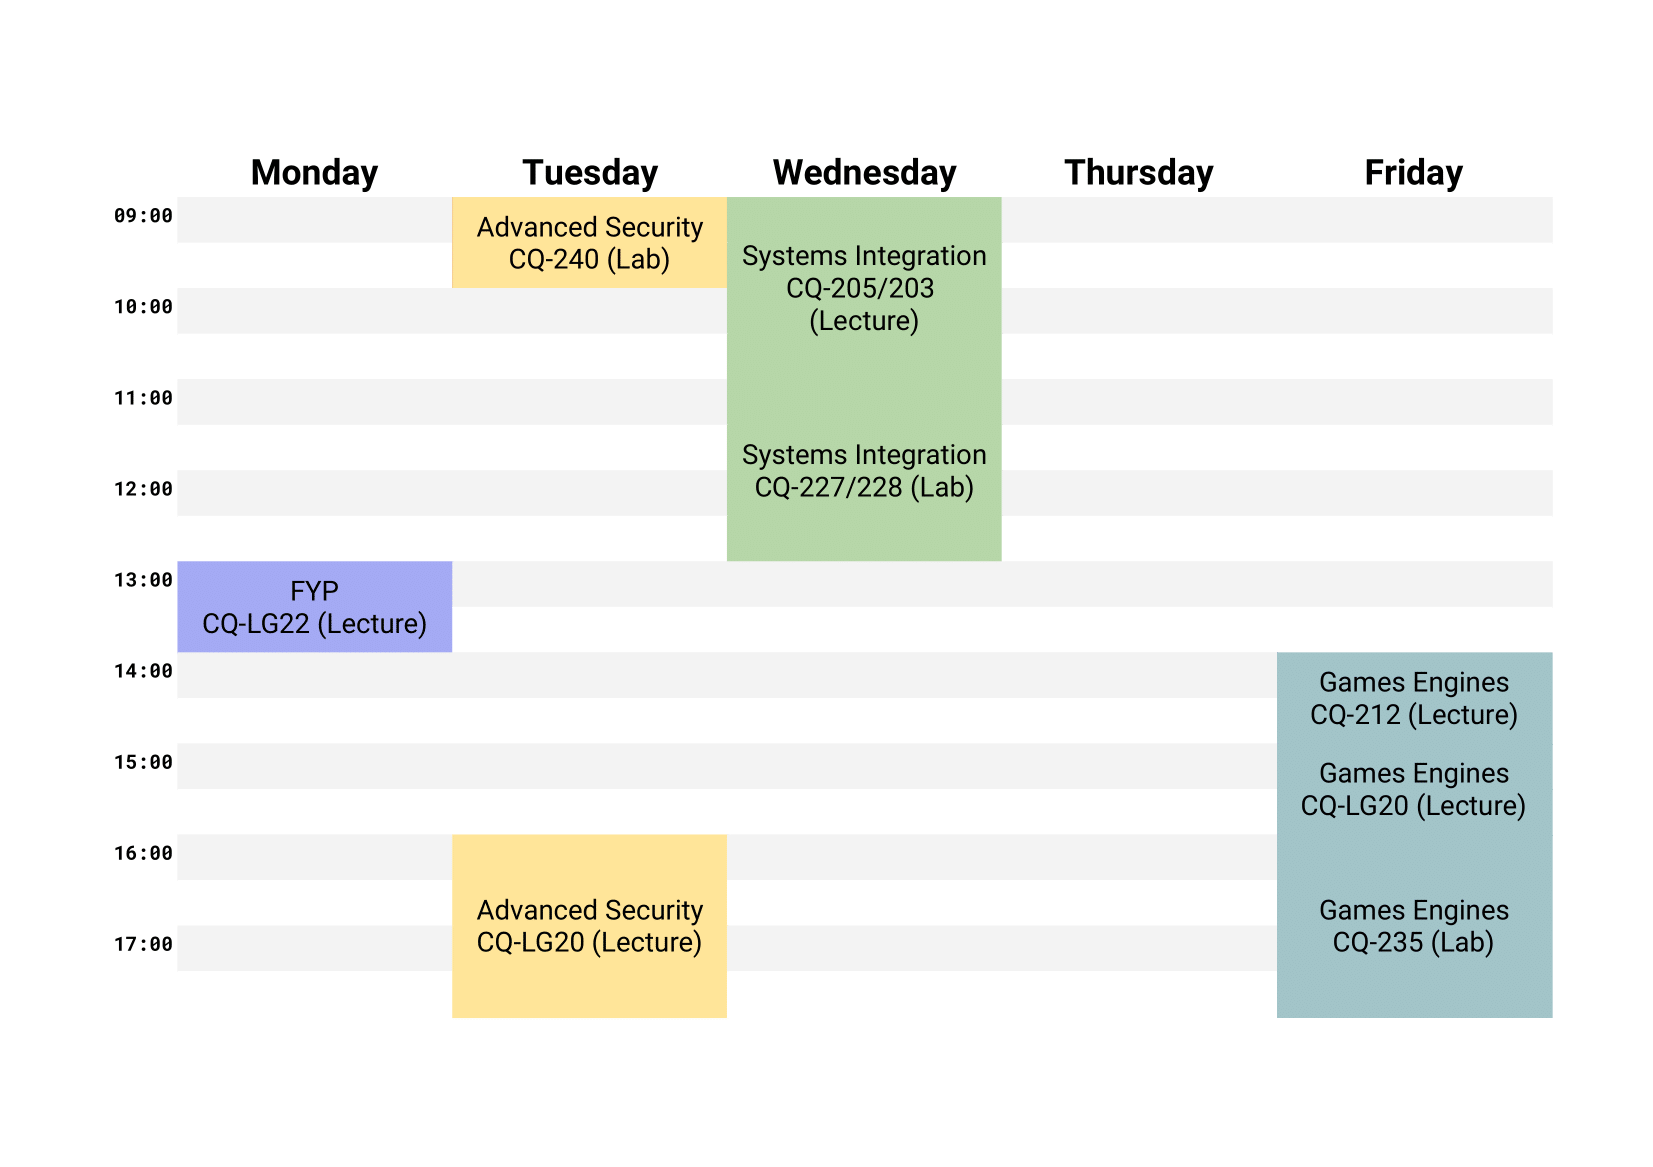 Monday
Tuesday
Wednesday
Thursday
Friday
09:00
Advanced Security
CQ-240 (Lab)
Systems Integration
CQ-205/203
(Lecture)
10:00
11:00
Systems Integration
CQ-227/228 (Lab)
12:00
13:00
FYP
CQ-LG22 (Lecture)
14:00
Games Engines
CQ-212 (Lecture)
15:00
Games Engines
CQ-LG20 (Lecture)
16:00
Advanced Security
CQ-LG20 (Lecture)
Games Engines
CQ-235 (Lab)
17:00